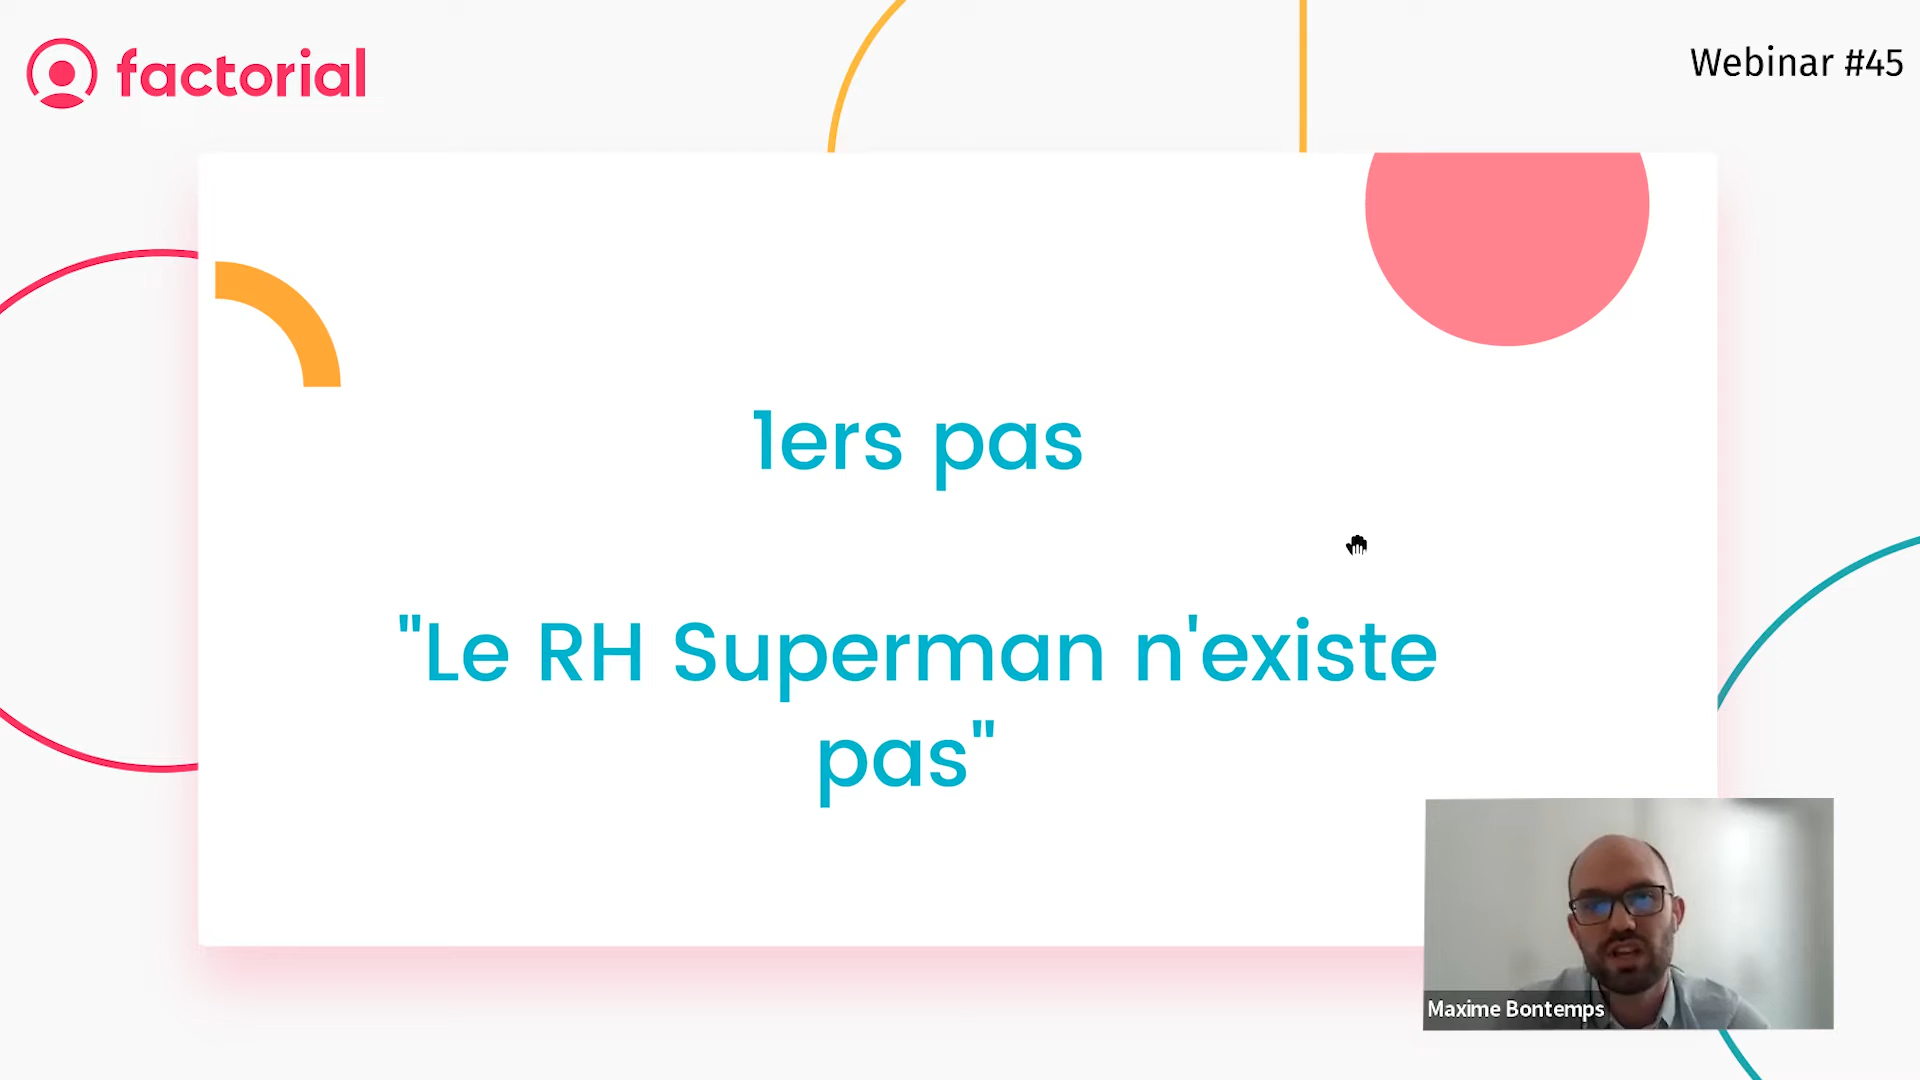 factorial
Webinar #45
1ers pas
"Le RH Superman n'existe
pas"
Maxime Bontemps